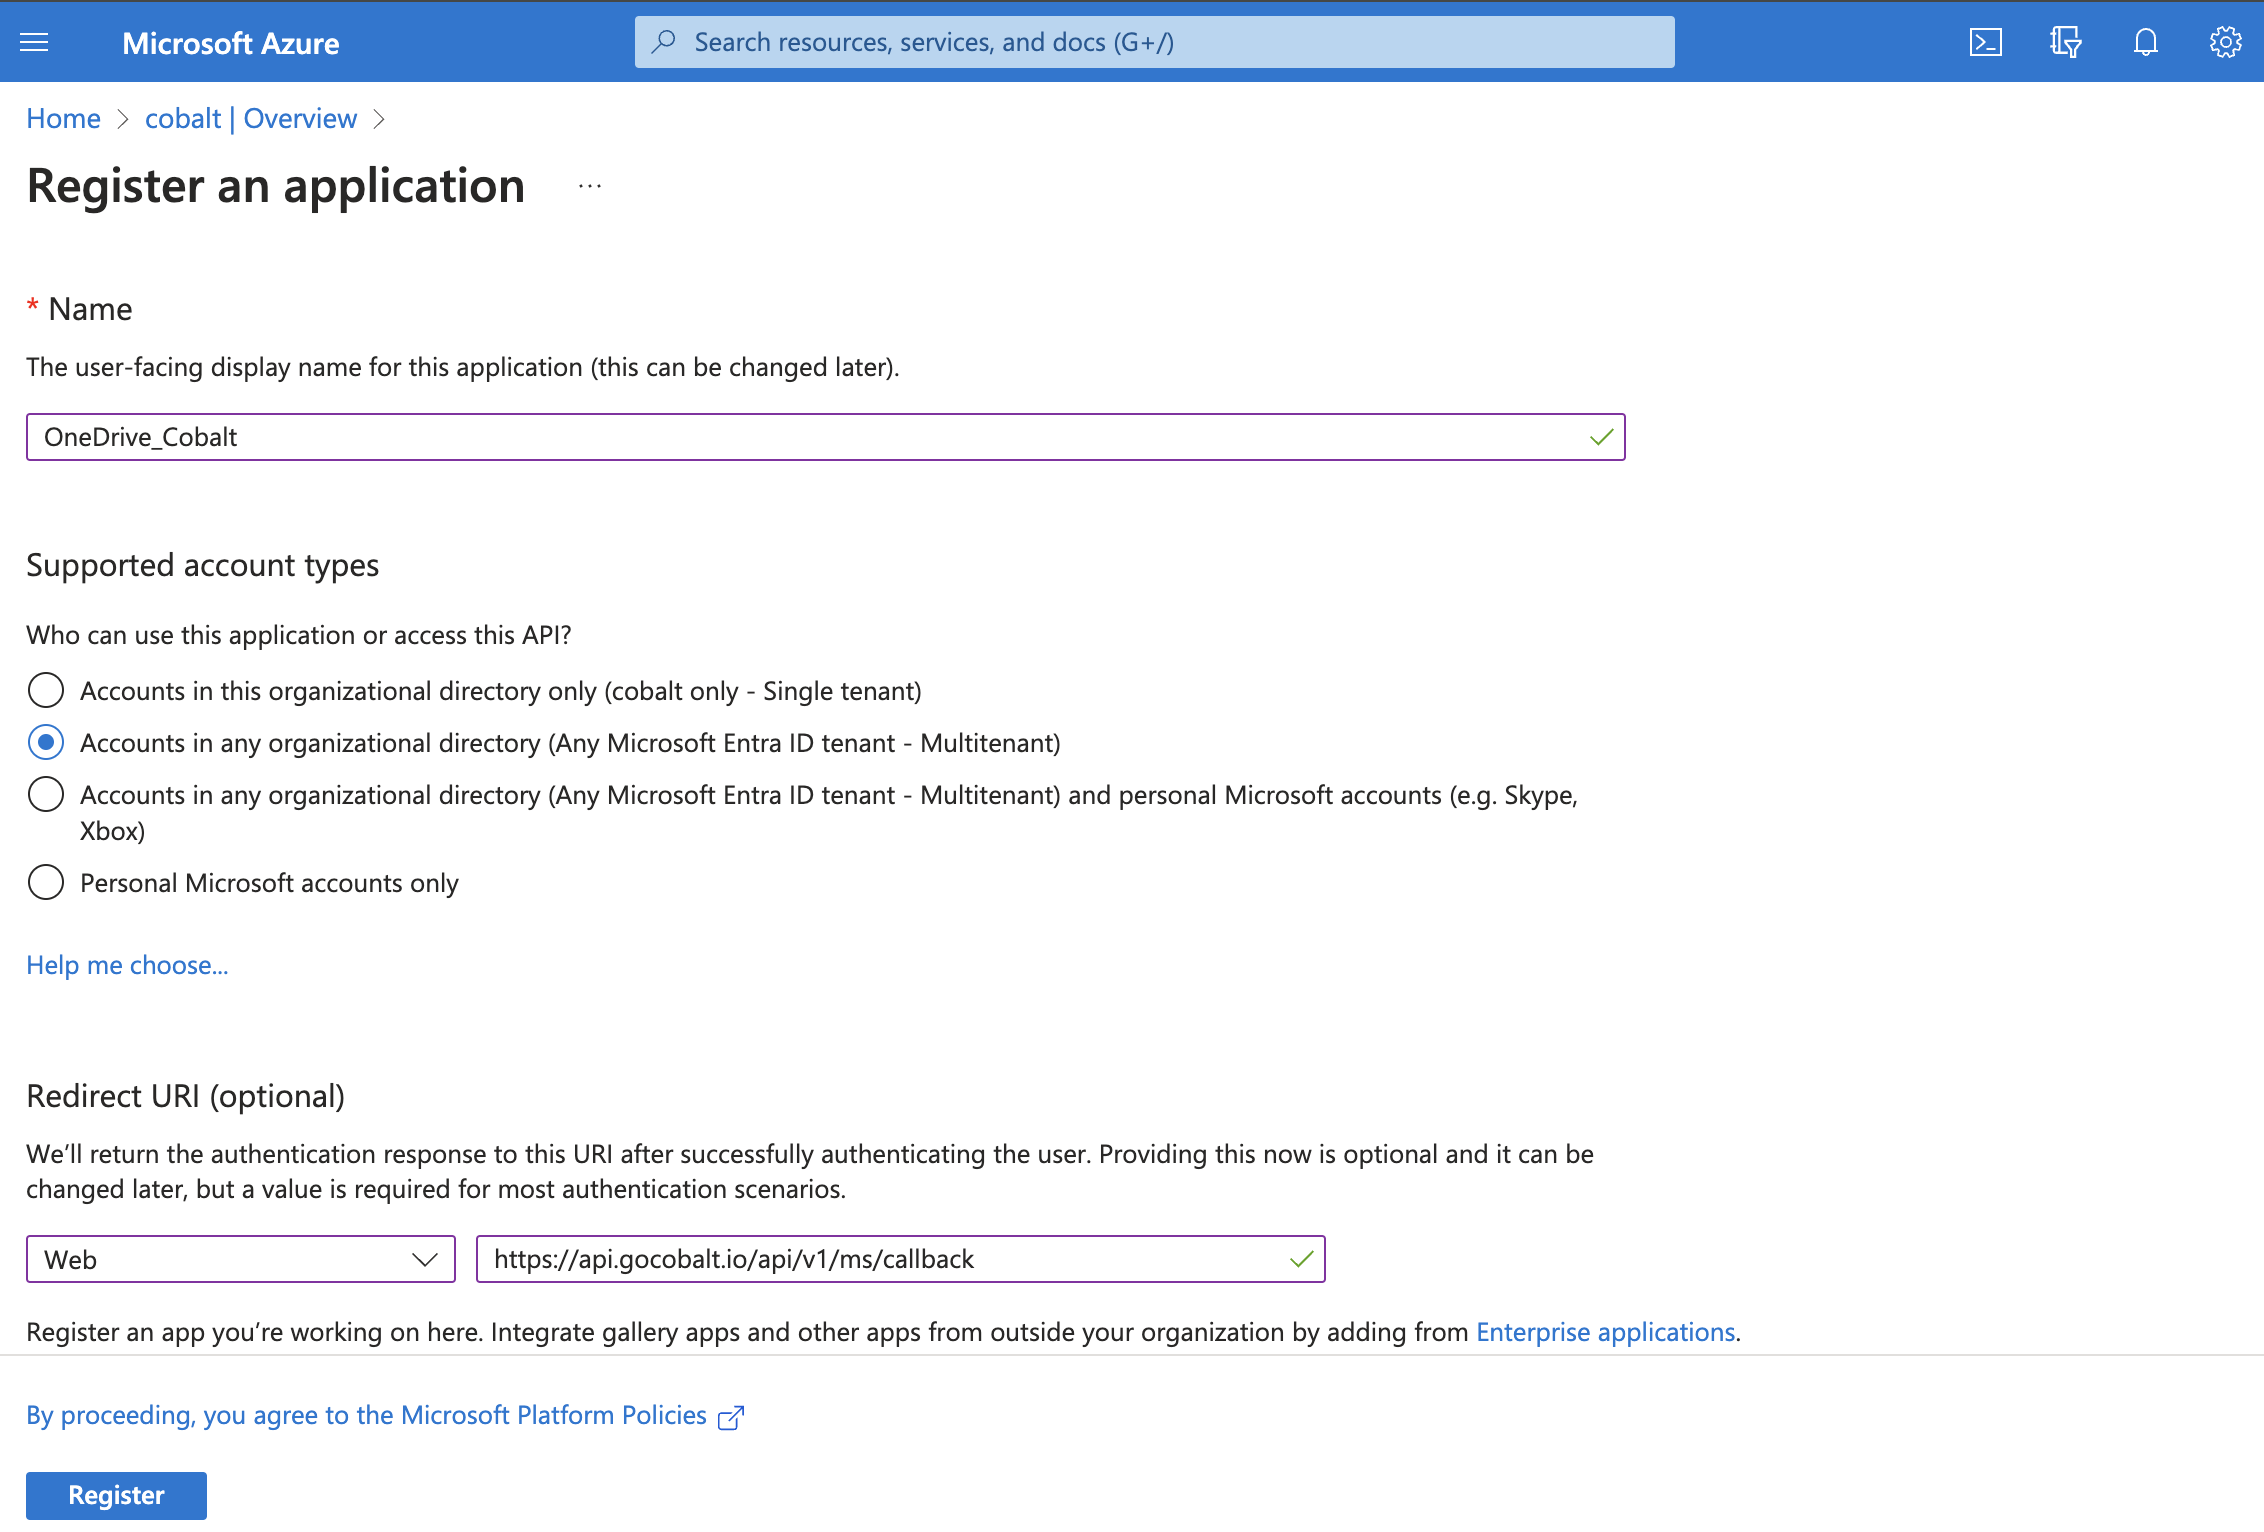 Microsoft Azure
Search resources, services, and docs (G+/)
Home > cobalt | Overview >
Register an application ...
* Name
The user-facing display name for this application (this can be changed later).
OneDrive_Cobalt
Supported account types
Who can use this application or access this API?
Accounts in this organizational directory only (cobalt only - Single tenant)
Accounts in any organizational directory (Any Microsoft Entra ID tenant - Multitenant)
Accounts in any organizational directory (Any Microsoft Entra ID tenant - Multitenant) and personal Microsoft accounts (e.g. Skype,
Xbox)
Personal Microsoft accounts only
Help me choose...
Redirect URI (optional)
We’ll return the authentication response to this URI after successfully authenticating the user. Providing this now is optional and it can be
changed later, but a value is required for most authentication scenarios.
Web
https://api.gocobalt.io/api/v1/ms/callback
Register an app you’re working on here. Integrate gallery apps and other apps from outside your organization by adding from Enterprise applications.
By proceeding, you agree to the Microsoft Platform Policies
Register